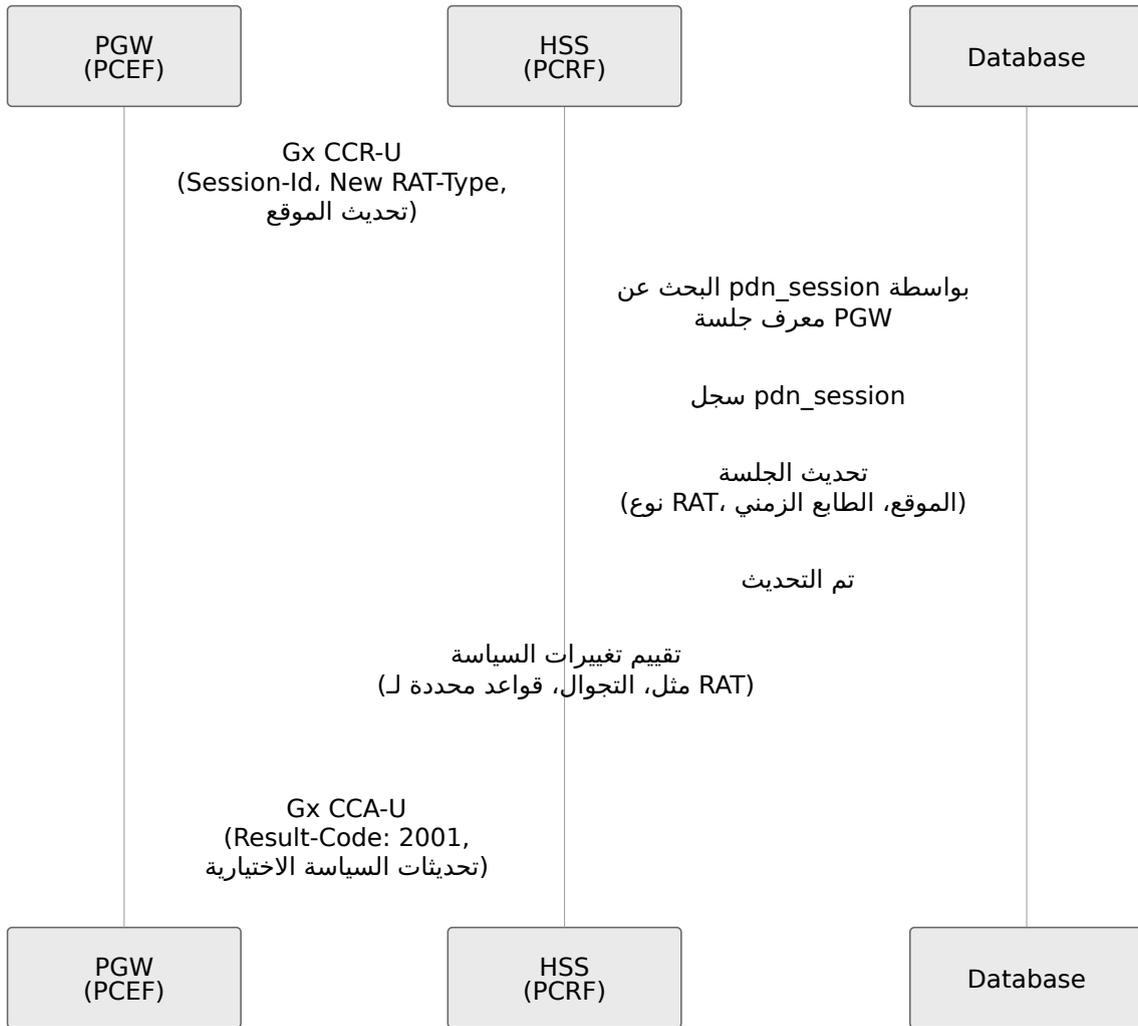 PGW
(PCEF)
HSS
(PCRF)
Database
Gx CCR-U
(Session-Id، New RAT-Type,
تحديث الموقع)
البحث عن pdn_session بواسطة
معرف جلسة PGW
سجل pdn_session
تحديث الجلسة
(نوع RAT، الموقع، الطابع الزمني)
تم التحديث
تقييم تغييرات السياسة
(مثل، التجوال، قواعد محددة لـ RAT)
Gx CCA-U
(Result-Code: 2001,
تحديثات السياسة الاختيارية)
PGW
(PCEF)
HSS
(PCRF)
Database